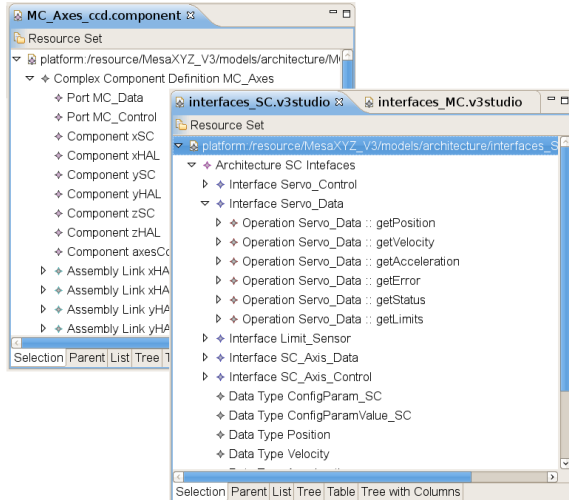 MC_Axes_ccd.component
Resource Set
platform:/resource/MesaXYZ_V3/models/architecture/M
Complex Component Definition MC_Axes
Port MC_Data
Port MC_Control
Component xSC
Component xHAL
Component ySC
Component yHAL
Component zSC
Component zHAL
Component axesCo
Assembly Link xHA
Assembly Link xHA
Assembly Link yHA
Assembly Link yHA
Selection Parent List Tree T
interfaces_SC.v3studio interfaces_MC.v3studio
Resource Set
platform:/resource/MesaXYZ_V3/models/architecture/interfaces_S
Architecture SC Intefaces
Interface Servo_Control
Interface Servo_Data
Operation Servo_Data :: getPosition
Operation Servo_Data :: getVelocity
Operation Servo_Data :: getAcceleration
Operation Servo_Data :: getError
Operation Servo_Data :: getStatus
Operation Servo_Data :: getLimits
Interface Limit_Sensor
Interface SC_Axis_Data
Interface SC_Axis_Control
Data Type ConfigParam_SC
Data Type ConfigParamValue_SC
Data Type Position
Data Type Velocity
Selection Parent List Tree Table Tree with Columns